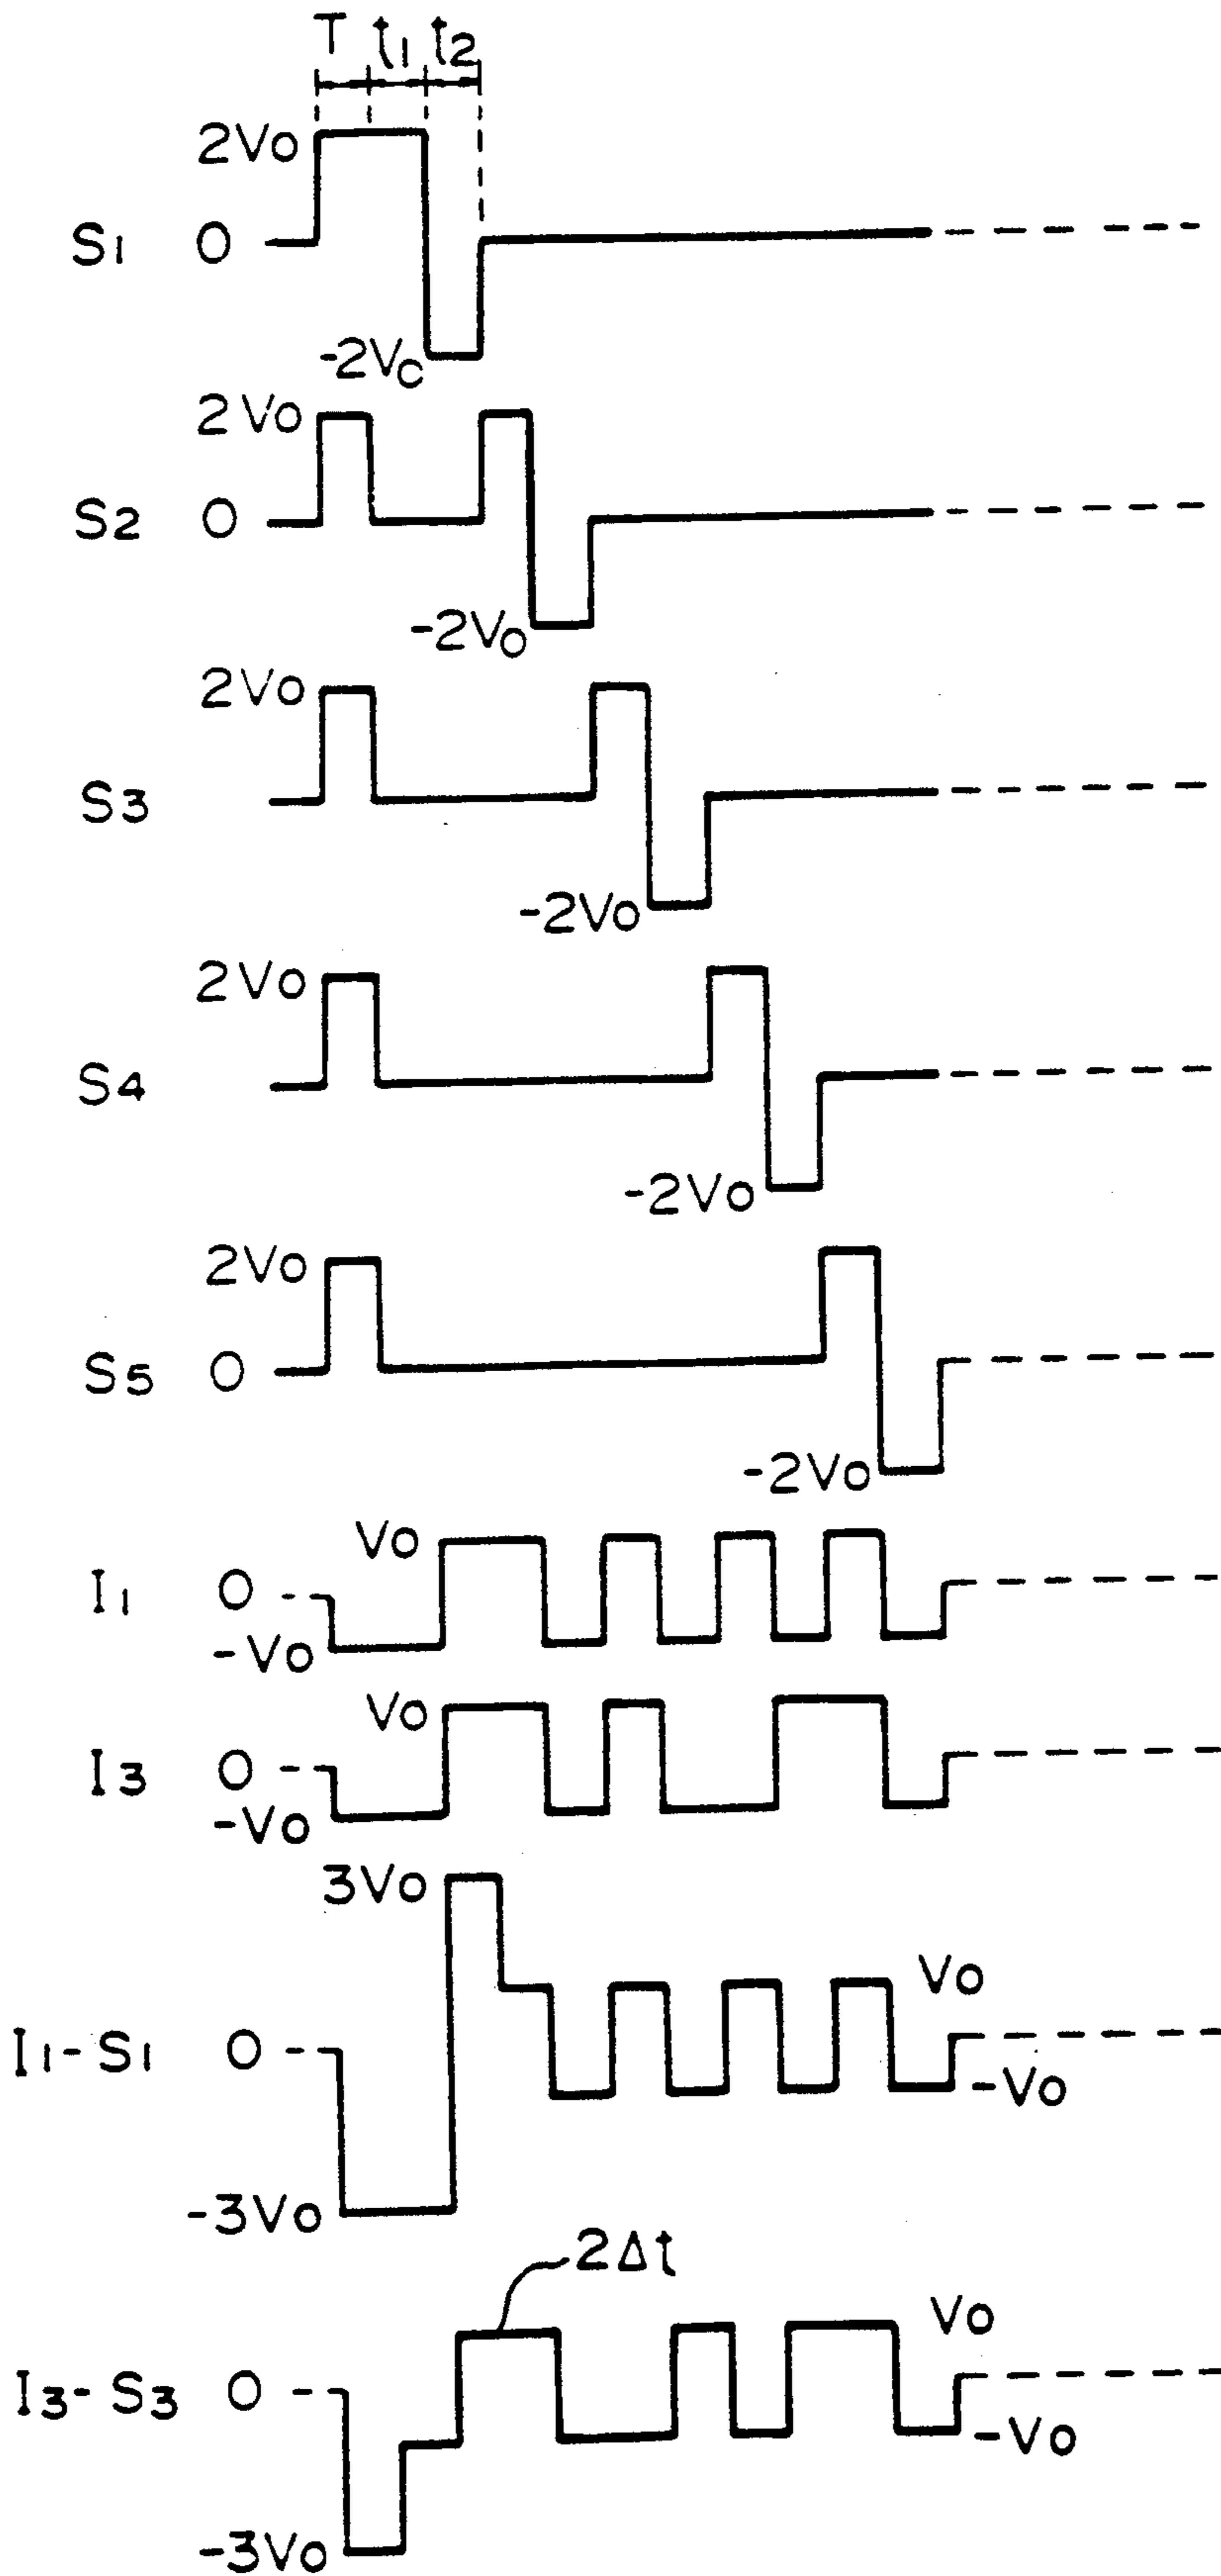 T t1 t2
2Vo
S1 0
-2Vc
2Vo
S2 0
-2Vo
2Vo
S3
-2Vo
2Vo
S4
-2Vo
2Vo
S5 0
-2Vo
Vo
I1 0
-Vo
Vo
I3 0
-Vo
3Vo
Vo
I1-S1 0
-Vo
-3Vo
2Δt
Vo
I3-S3 0
-Vo
-3Vo